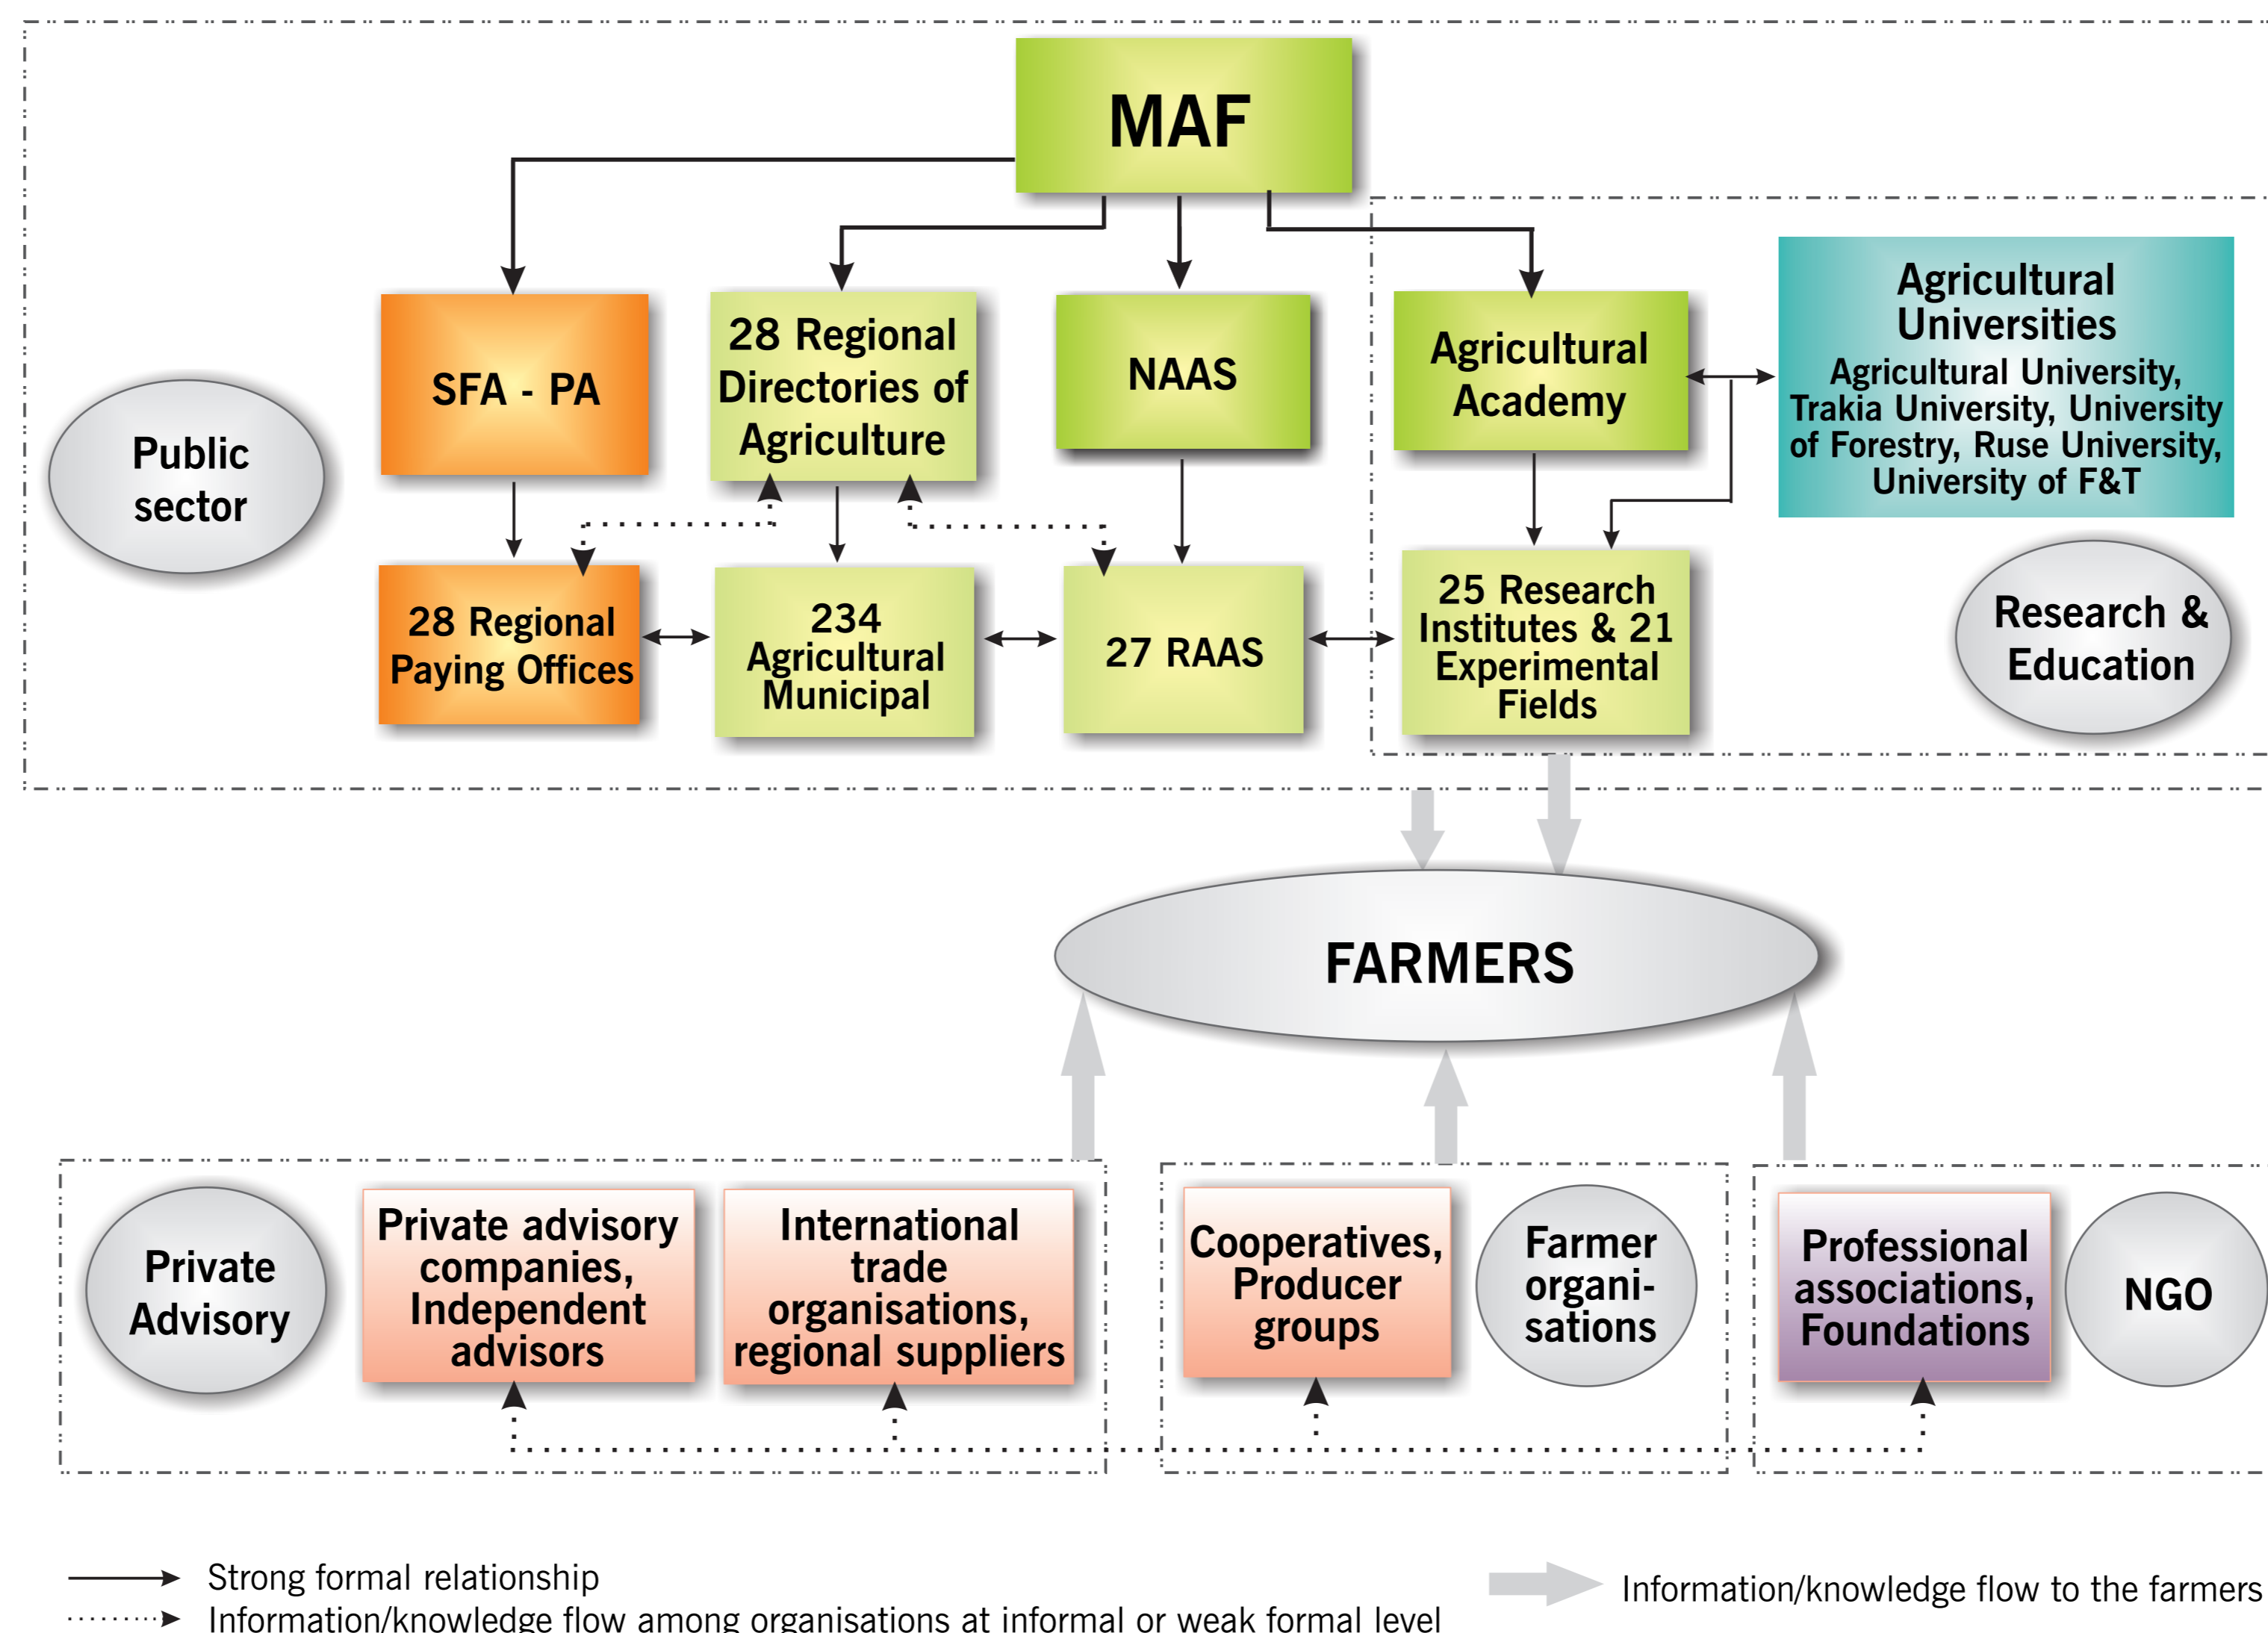 MAF
SFA - PA
28 Regional
Directories of
Agriculture
NAAS
Agricultural
Academy
Agricultural
Universities
Agricultural University,
Trakia University, University
of Forestry, Ruse University,
University of F&T
Public
sector
28 Regional
Paying Offices
234
Agricultural
Municipal
27 RAAS
25 Research
Institutes & 21
Experimental
Fields
Research &
Education
FARMERS
Private
Advisory
Private advisory
companies,
Independent
advisors
International
trade
organisations,
regional suppliers
Cooperatives,
Producer
groups
Farmer
organi-
sations
Professional
associations,
Foundations
NGO
Strong formal relationship
Information/knowledge flow among organisations at informal or weak formal level
Information/knowledge flow to the farmers